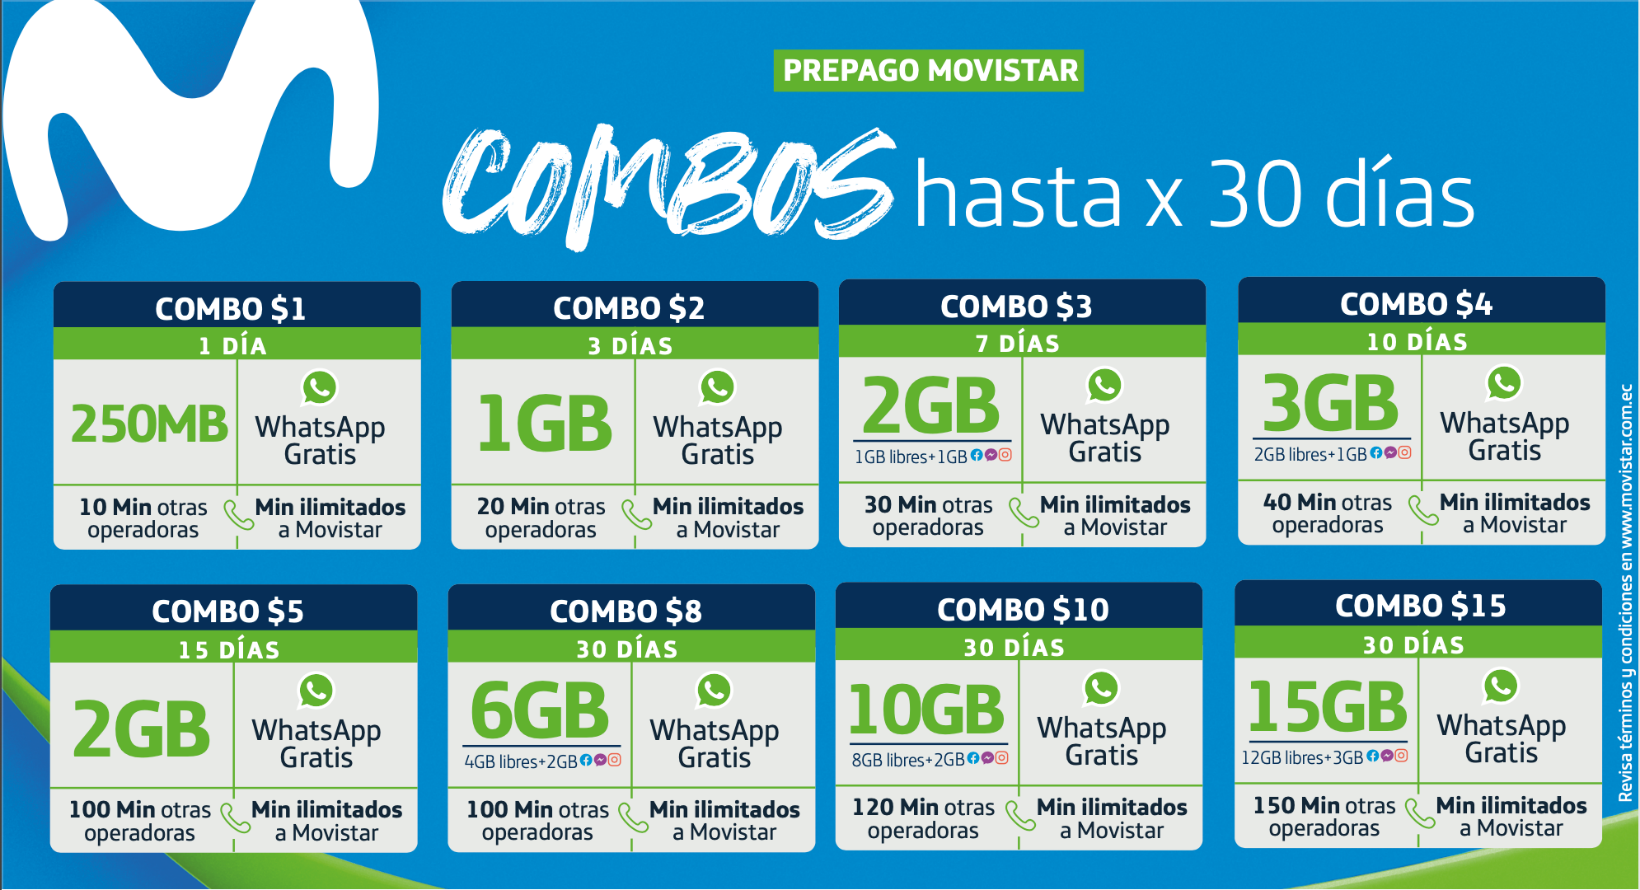 PREPAGO MOVISTAR
COMBOS hasta x 30 días
COMBO $1
1 DÍA
250MB
WhatsApp
Gratis
10 Min otras
operadoras
Min ilimitados
a Movistar
COMBO $2
3 DÍAS
1GB
WhatsApp
Gratis
20 Min otras
operadoras
Min ilimitados
a Movistar
COMBO $3
7 DÍAS
2GB
1GB libres+1GB
WhatsApp
Gratis
30 Min otras
operadoras
Min ilimitados
a Movistar
COMBO $4
10 DÍAS
3GB
2GB libres+1GB
WhatsApp
Gratis
40 Min otras
operadoras
Min ilimitados
a Movistar
COMBO $5
15 DÍAS
2GB
WhatsApp
Gratis
100 Min otras
operadoras
Min ilimitados
a Movistar
COMBO $8
30 DÍAS
6GB
4GB libres+2GB
WhatsApp
Gratis
100 Min otras
operadoras
Min ilimitados
a Movistar
COMBO $10
30 DÍAS
10GB
8GB libres+2GB
WhatsApp
Gratis
120 Min otras
operadoras
Min ilimitados
a Movistar
COMBO $15
30 DÍAS
15GB
12GB libres+3GB
WhatsApp
Gratis
150 Min otras
operadoras
Min ilimitados
a Movistar
Revisa términos y condiciones en www.movistar.com.ec